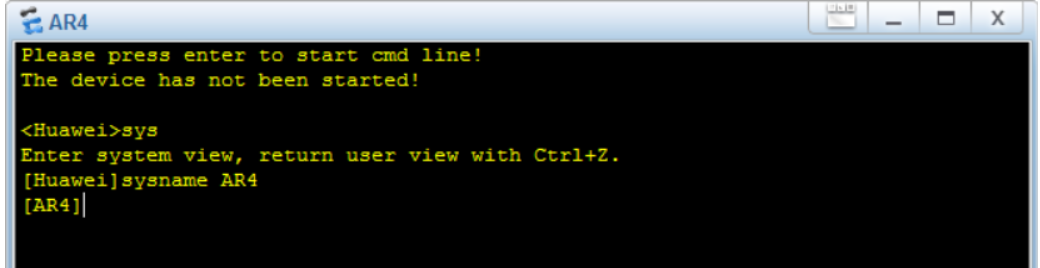 AR4
X
Please press enter to start cmd line!
The device has not been started!
<Huawei>sys
Enter system view, return user view with Ctrl+Z.
[Huawei]sysname AR4
[AR4]